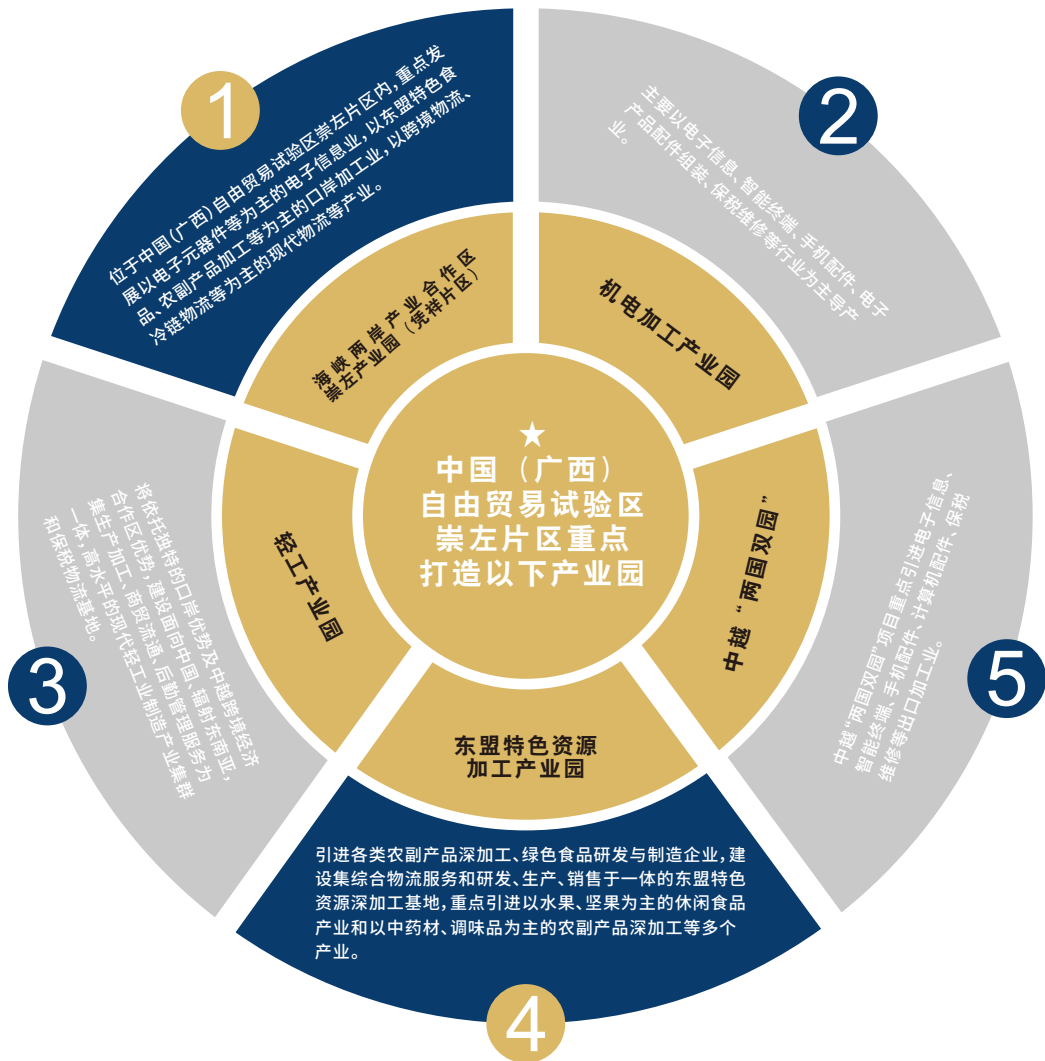 ★
中国（广西）
自由贸易试验区
崇左片区重点
打造以下产业园
1
位于中国（广西）自由贸易试验区崇左片区内，重点发
展以电子元器件等为主的电子信息业，以东盟特色食
品、农副产品加工等为主的口岸加工业，以跨境物流、
冷链物流等为主的现代物流等产业。
海峡两岸产业合作区
崇左产业园（凭祥片区）
2
主要以电子信息、智能终端、手机配件、电子
产品配件组装、保税维修等行业为主导产
业。
机电加工产业园
3
将依托独特的口岸优势及中越跨境经济
合作区优势，建设面向中国、辐射东南亚，
集生产加工、商贸流通、后勤管理服务为
一体，高水平的现代轻工业制造产业集群
和保税物流基地。
轻工产业园
4
东盟特色资源
加工产业园
引进各类农副产品深加工、绿色食品研发与制造企业，建
设集综合物流服务和研发、生产、销售于一体的东盟特色
资源深加工基地，重点引进以水果、坚果为主的休闲食品
产业和以中药材、调味品为主的农副产品深加工等多个
产业。
5
中越“两国双园”
中越“两国双园”项目重点引进电子信息、
智能终端、手机配件、计算机配件、保税
维修等出口加工业。